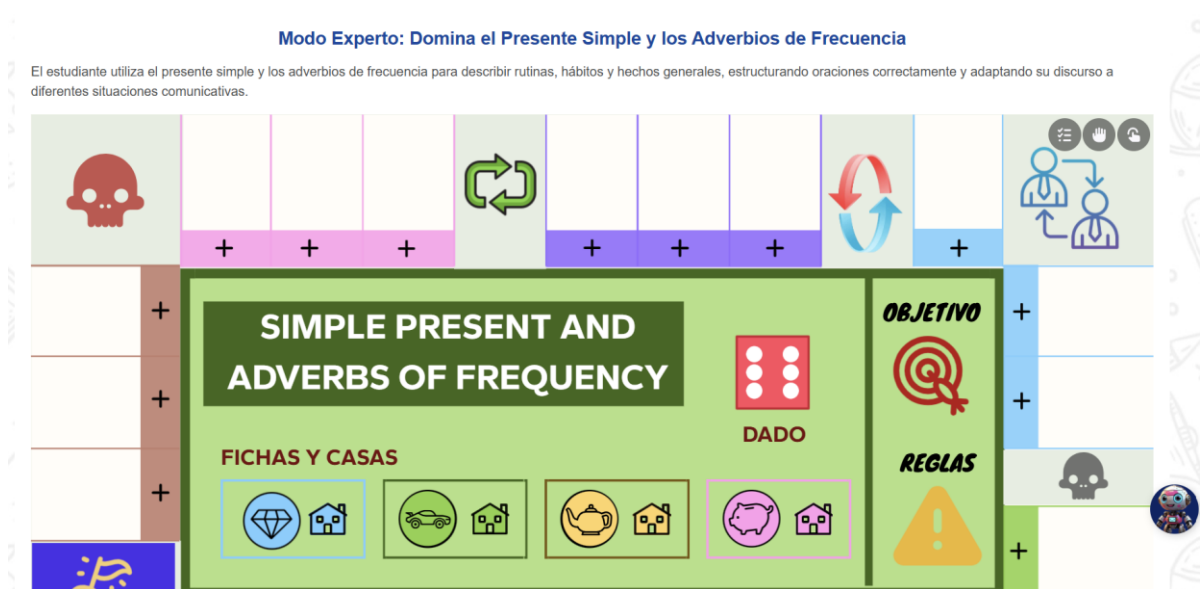 Modo Experto: Domina el Presente Simple y los Adverbios de Frecuencia
El estudiante utiliza el presente simple y los adverbios de frecuencia para describir rutinas, hábitos y hechos generales, estructurando oraciones correctamente y adaptando su discurso a
diferentes situaciones comunicativas.
+ + + + + + +
SIMPLE PRESENT AND
ADVERBS OF FREQUENCY
OBJETIVO
+ +
+ +
DADO
FICHAS Y CASAS
REGLAS
+
+